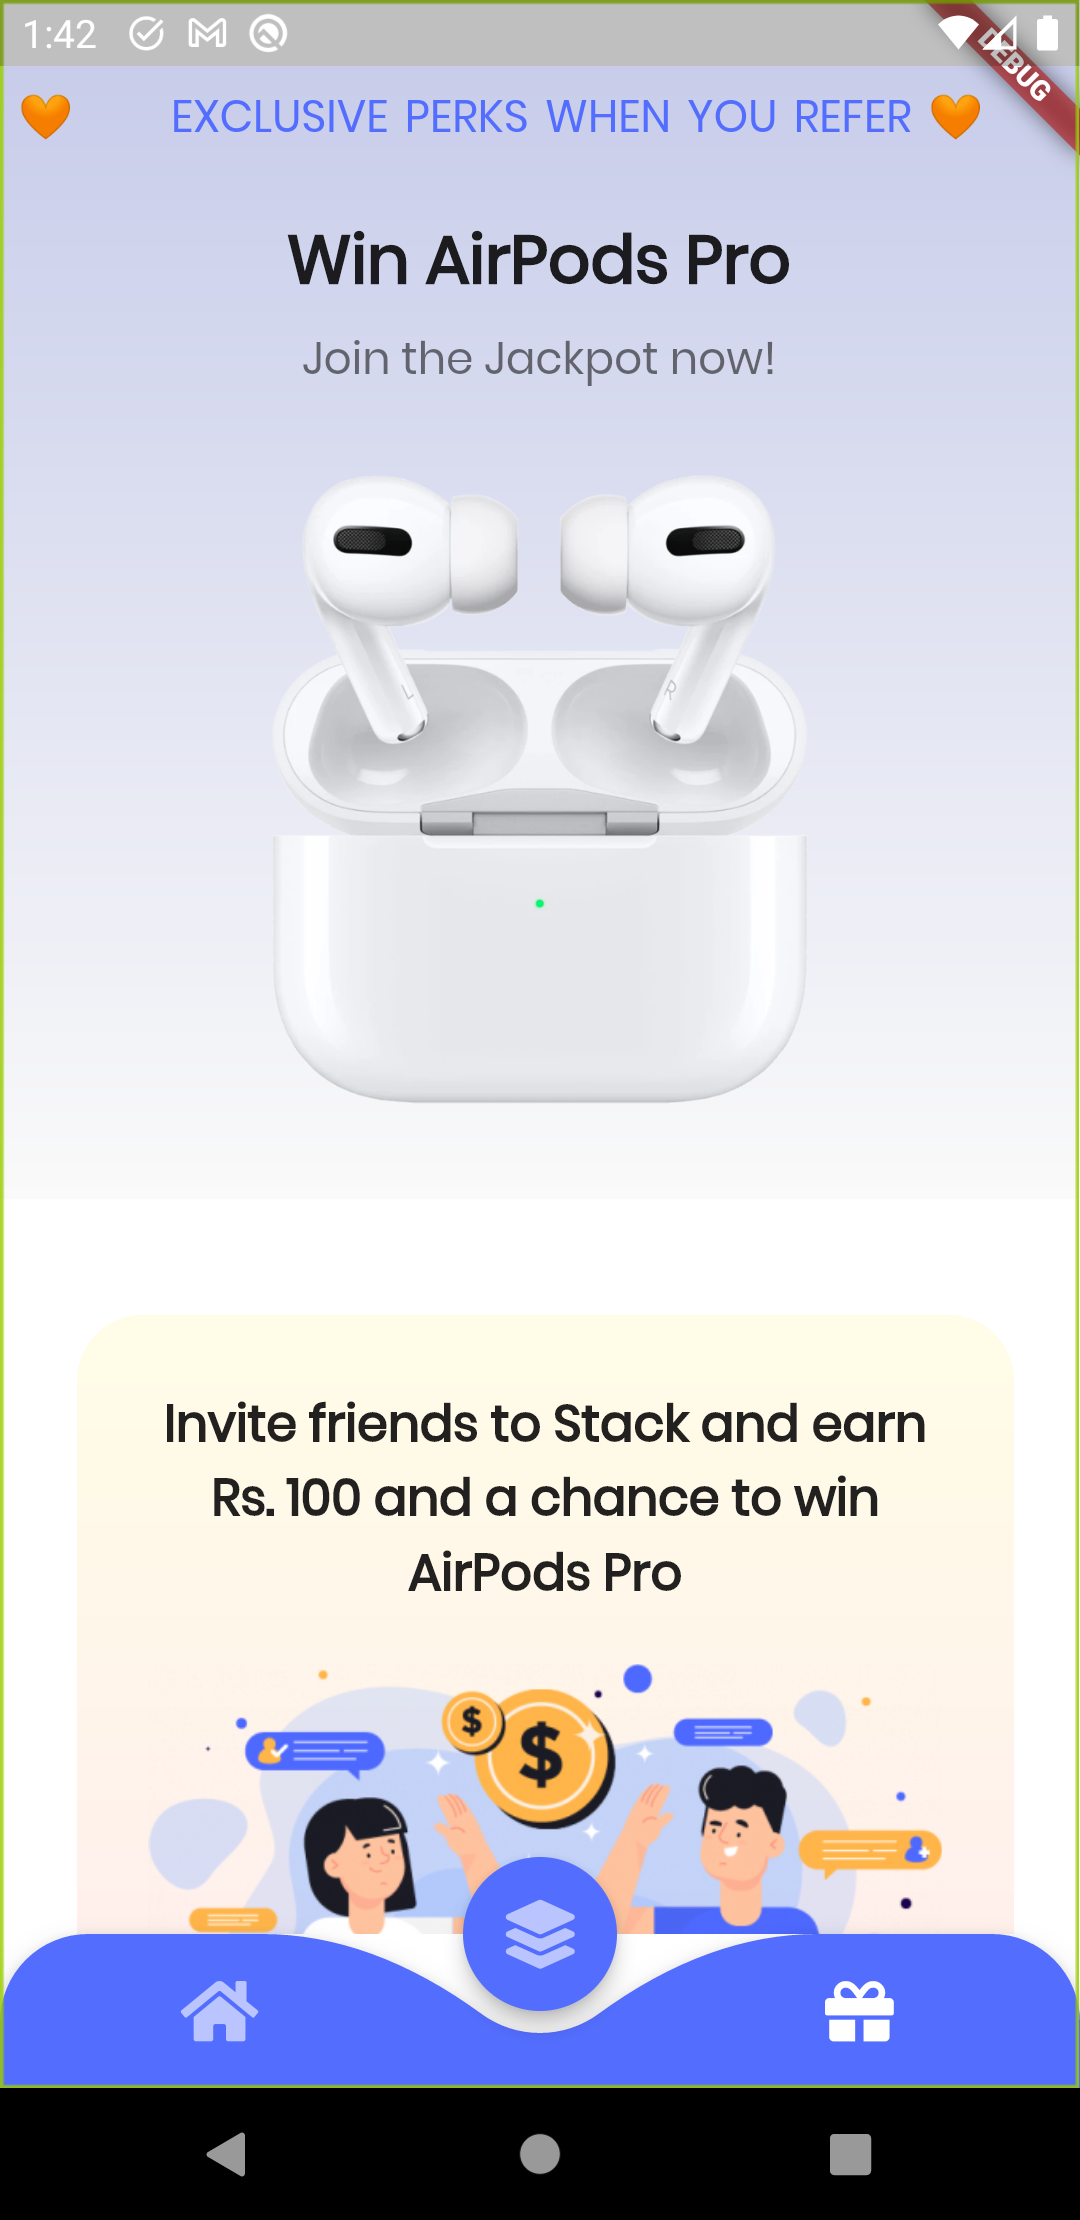 1:42
DEBUG
🧡 EXCLUSIVE PERKS WHEN YOU REFER 🧡
Win AirPods Pro
Join the Jackpot now!
L R
Invite friends to Stack and earn
Rs. 100 and a chance to win
AirPods Pro
$ $